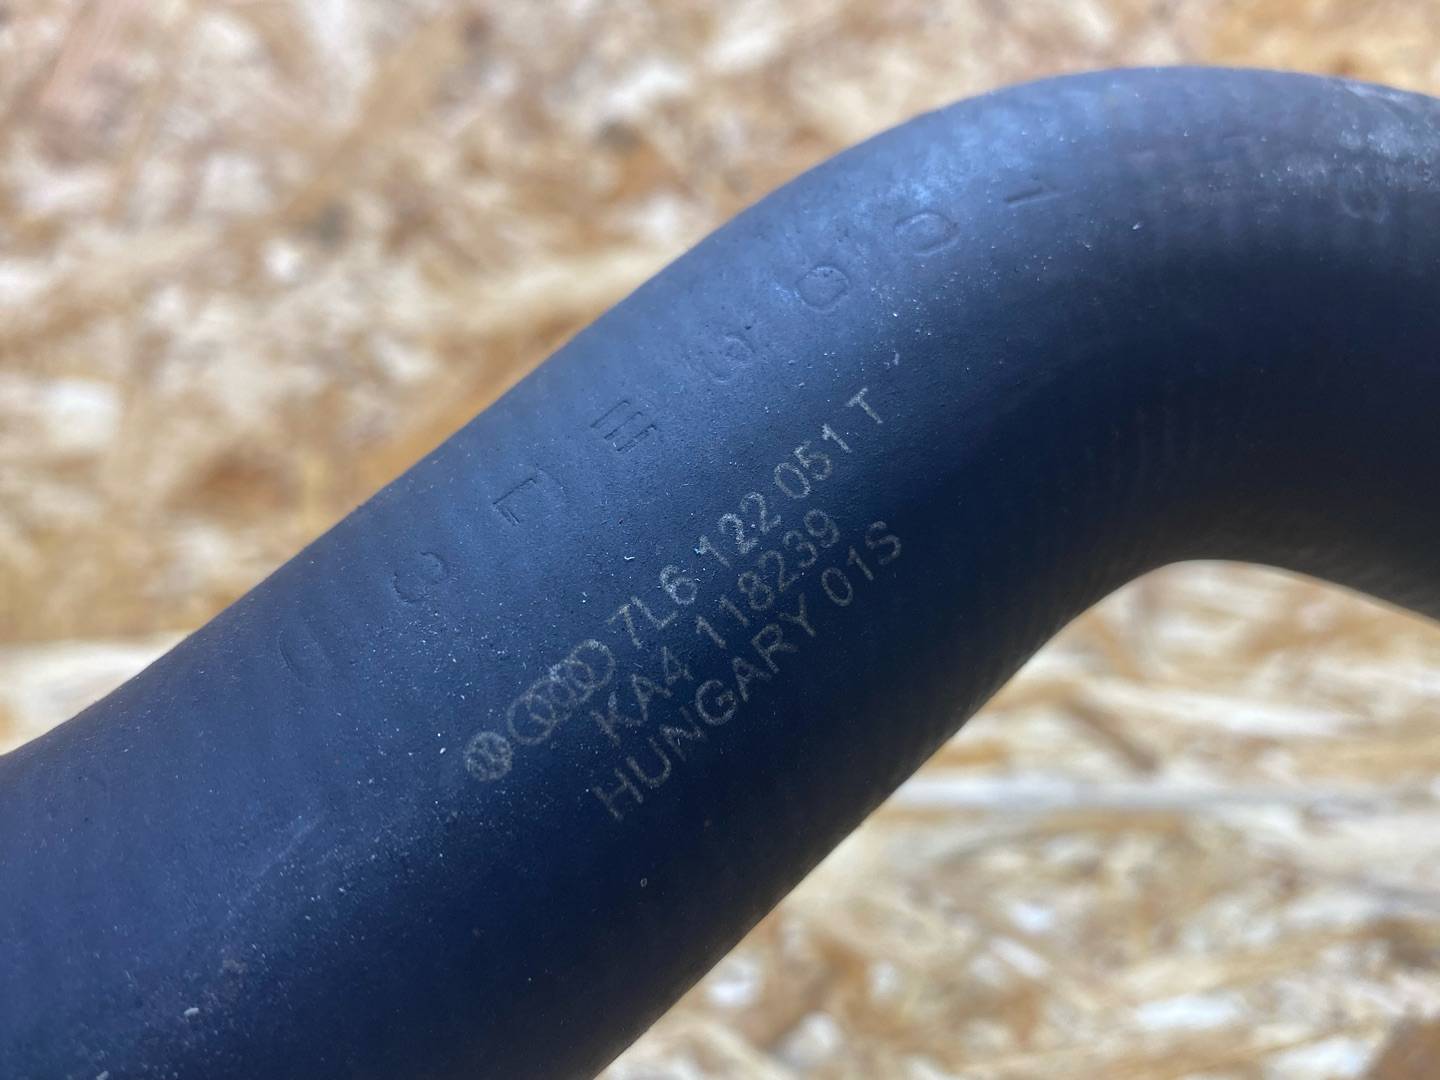 7L6 122 051 T
KA4 118239
HUNGARY 01S